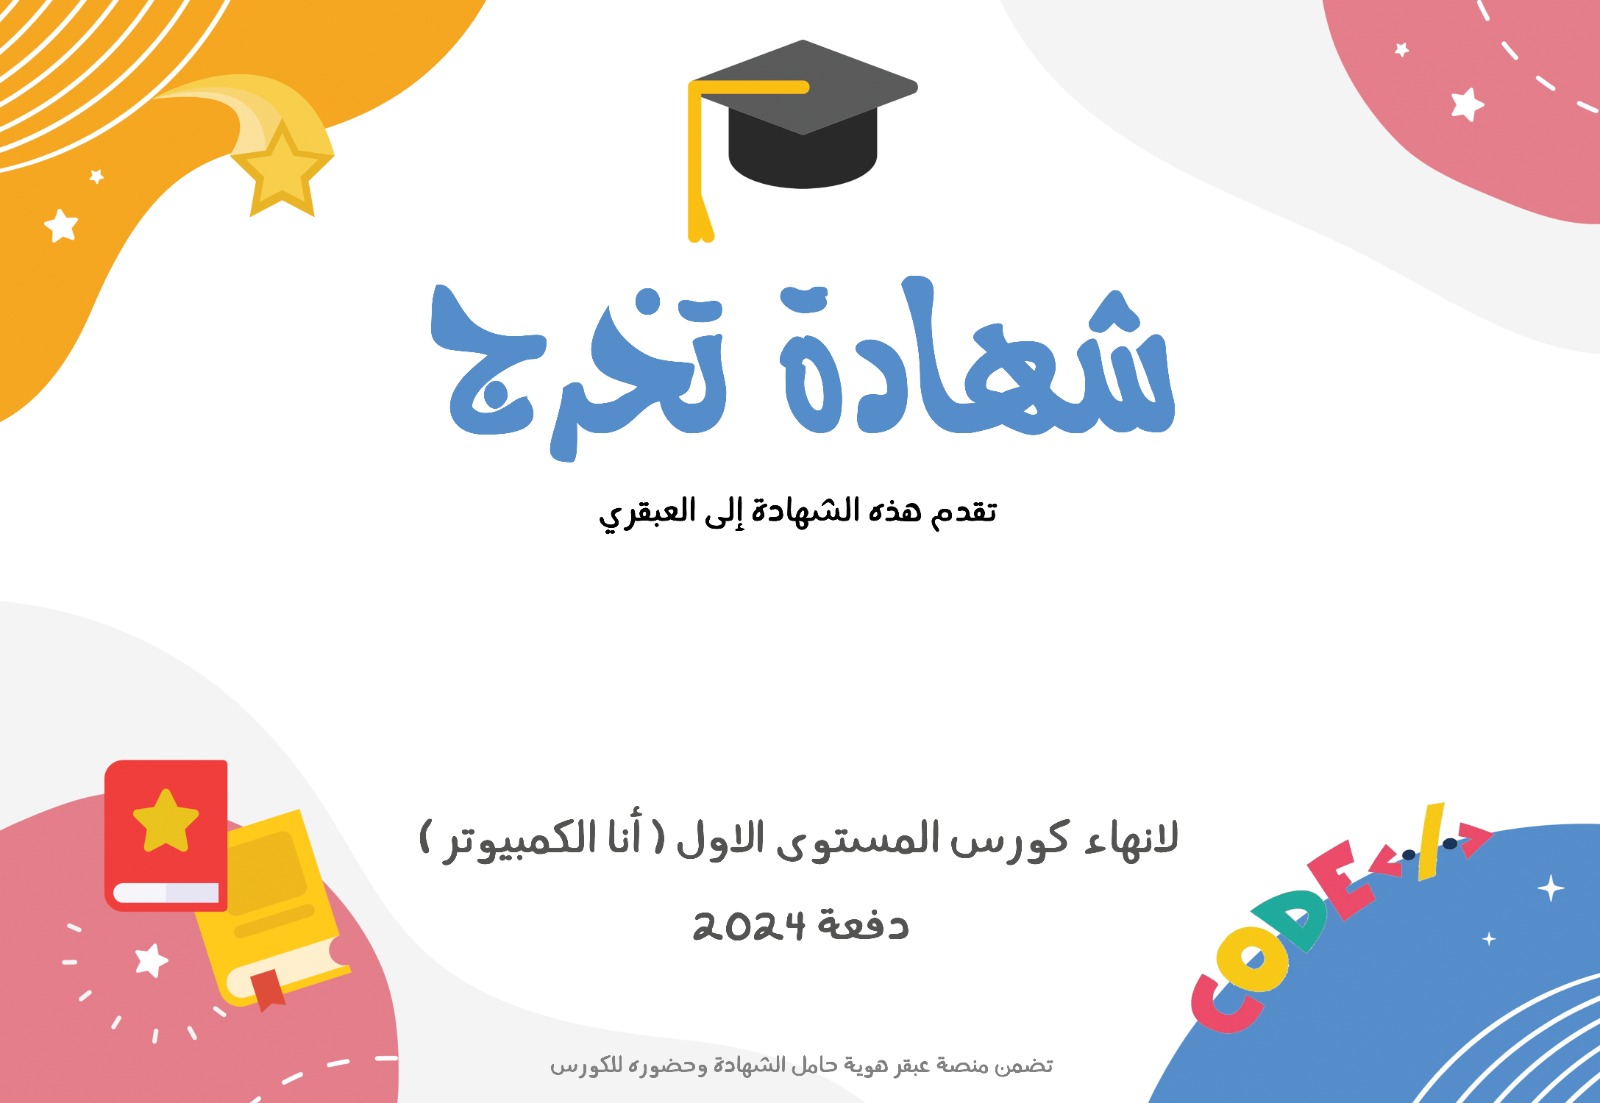 شهادة تخرج
تقدم هذه الشهادة إلى العبقري
لانهاء كورس المستوى الاول ( أنا الكمبيوتر )
دفعة 2024
CODE<./.>
تضمن منصة عبقر هوية حامل الشهادة وحضوره للكورس